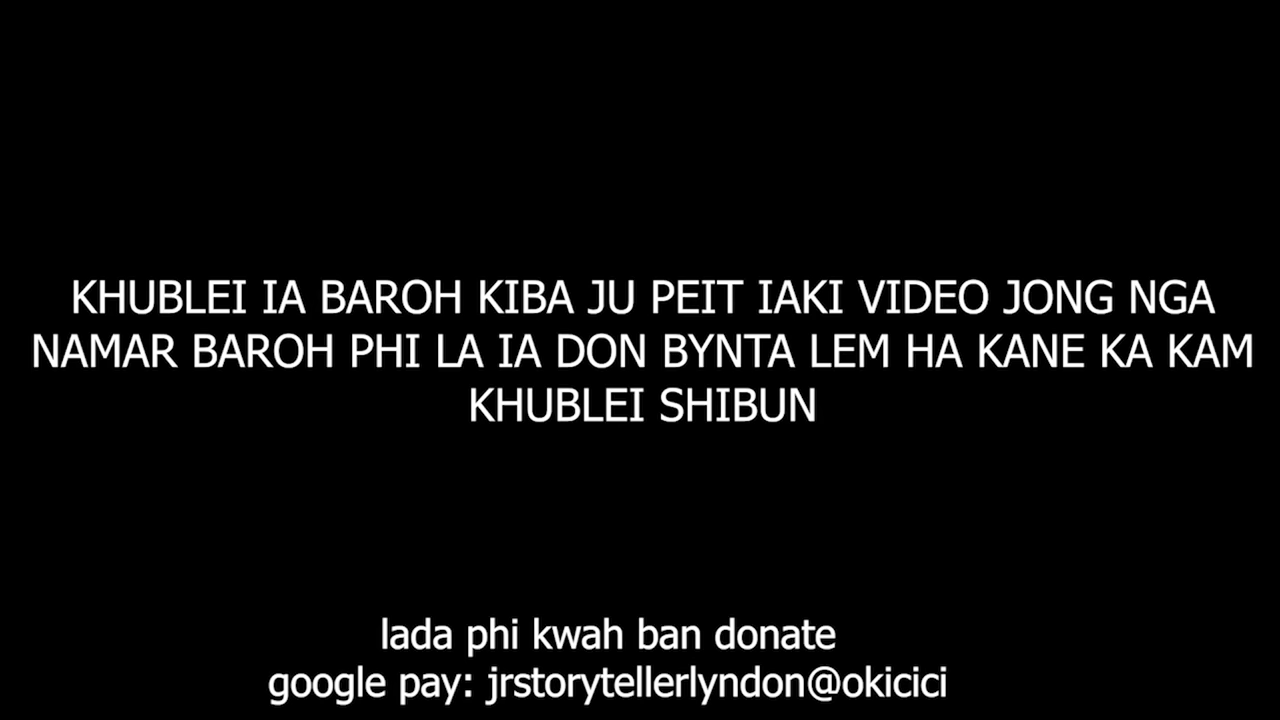 KHUBLEI IA BAROH KIBA JU PEIT IAKI VIDEO JONG NGA
NAMAR BAROH PHI LA IA DON BYNTA LEM HA KANE KA KAM
KHUBLEI SHIBUN
lada phi kwah ban donate
google pay: jrstorytellerlyndon@okicici